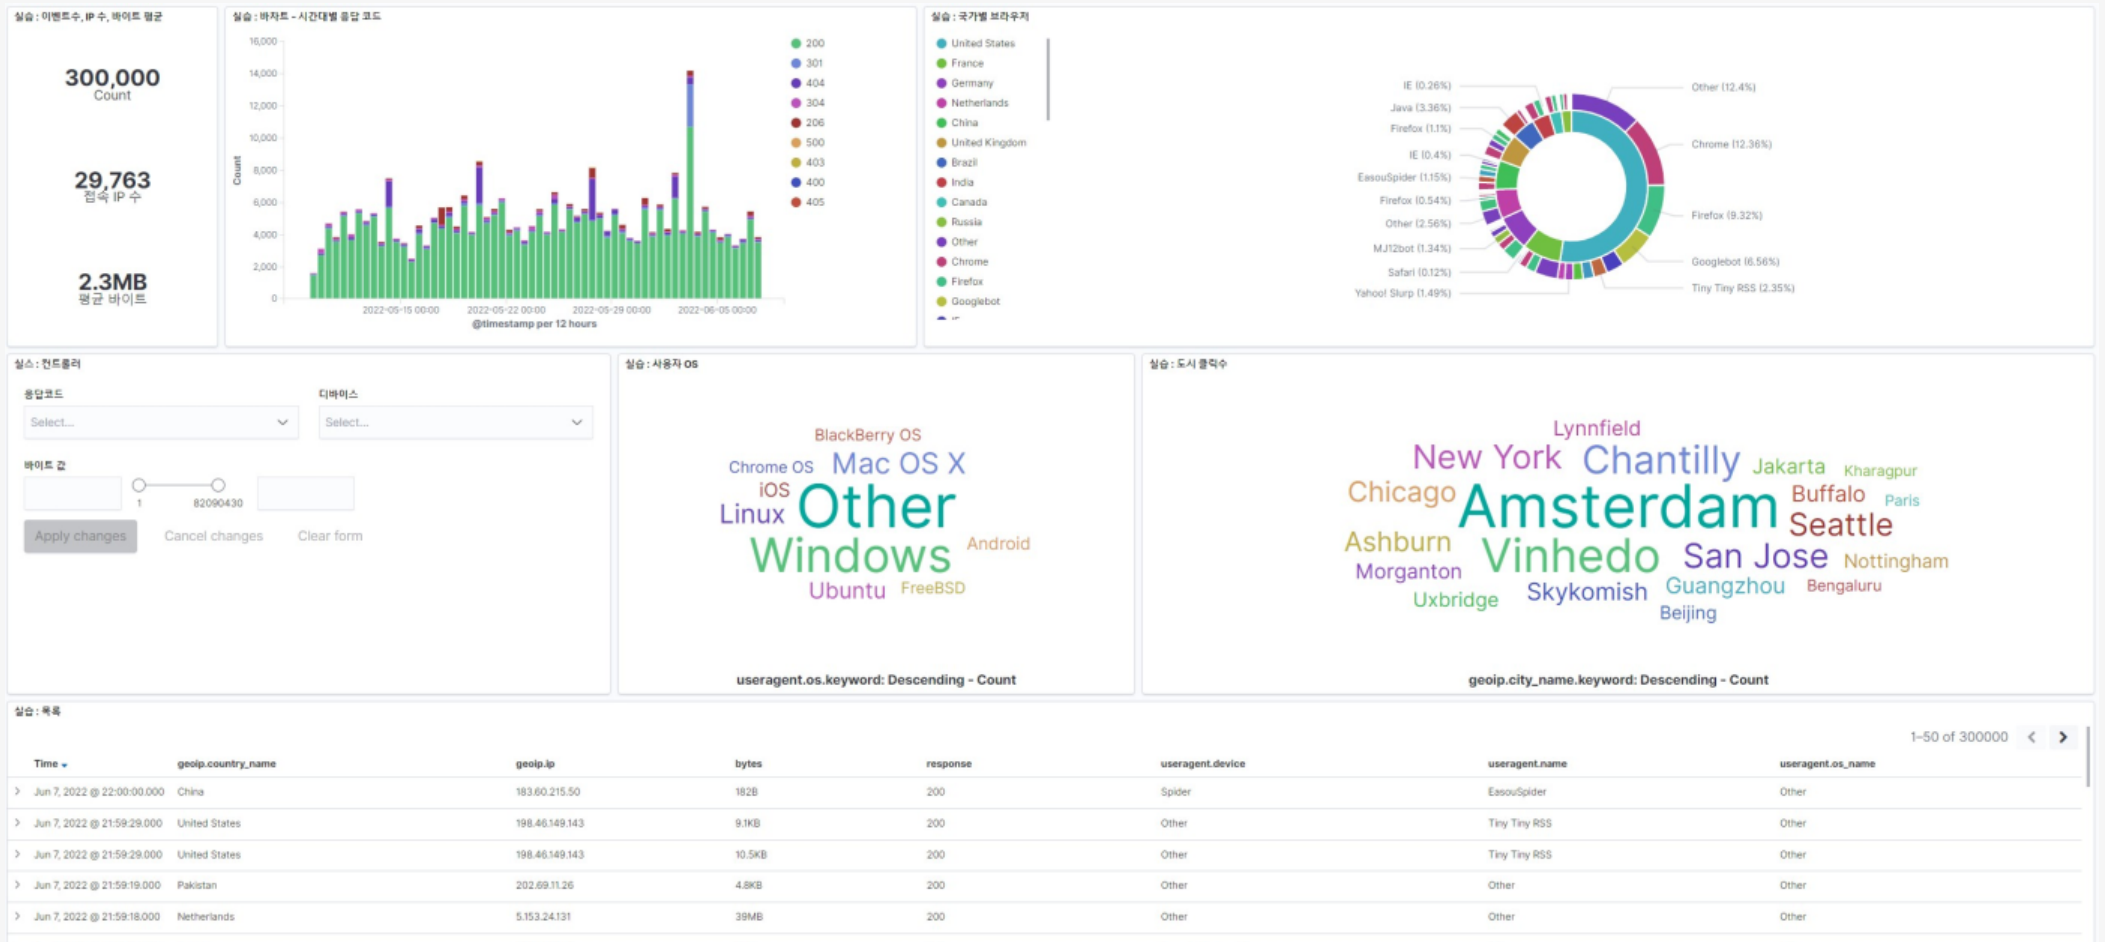 실습 : 이벤트수, IP 수, 바이트 평균
300,000
Count
29,763
접속 IP 수
2.3MB
평균 바이트
실습 : 바차트 - 시간대별 응답 코드
16,000
14,000
12,000
10,000
8,000
6,000
4,000
2,000
0
Count
2022-05-15 00:00 2022-05-22 00:00 2022-05-29 00:00 2022-06-05 00:00
@timestamp per 12 hours
200
301
404
304
206
500
403
400
405
실습 : 국가별 브라우저
United States
France
Germany
Netherlands
China
United Kingdom
Brazil
India
Canada
Russia
Other
Chrome
Firefox
Googlebot
IE
IE (0.26%)
Java (3.36%)
Firefox (1.1%)
IE (0.4%)
EasouSpider (1.15%)
Firefox (0.54%)
Other (2.56%)
MJ12bot (1.34%)
Safari (0.12%)
Yahoo! Slurp (1.49%)
Other (12.4%)
Chrome (12.36%)
Firefox (9.32%)
Googlebot (6.56%)
Tiny Tiny RSS (2.35%)
실스 : 컨트롤러
응답코드 디바이스
Select... Select...
바이트 값
1 82090430
Apply changes Cancel changes Clear form
실습 : 사용자 OS
BlackBerry OS
Chrome OS Mac OS X
iOS Other
Linux
Windows Android
Ubuntu FreeBSD
useragent.os.keyword: Descending - Count
실습 : 도시 클릭수
Lynnfield
New York Chantilly Jakarta Kharagpur
Chicago Amsterdam Buffalo Paris
Seattle
Ashburn Vinhedo San Jose Nottingham
Morganton Skykomish Guangzhou Bengaluru
Uxbridge Beijing
geoip.city_name.keyword: Descending - Count
실습 : 목록
1–50 of 300000
Time geoip.country_name geoip.ip bytes response useragent.device useragent.name useragent.os_name
Jun 7, 2022 @ 22:00:00.000 China 183.60.215.50 182B 200 Spider EasouSpider Other
Jun 7, 2022 @ 21:59:29.000 United States 198.46.149.143 9.1KB 200 Other Tiny Tiny RSS Other
Jun 7, 2022 @ 21:59:29.000 United States 198.46.149.143 10.5KB 200 Other Tiny Tiny RSS Other
Jun 7, 2022 @ 21:59:19.000 Pakistan 202.69.11.26 4.8KB 200 Other Other Other
Jun 7, 2022 @ 21:59:18.000 Netherlands 5.153.24.131 39MB 200 Other Other Other